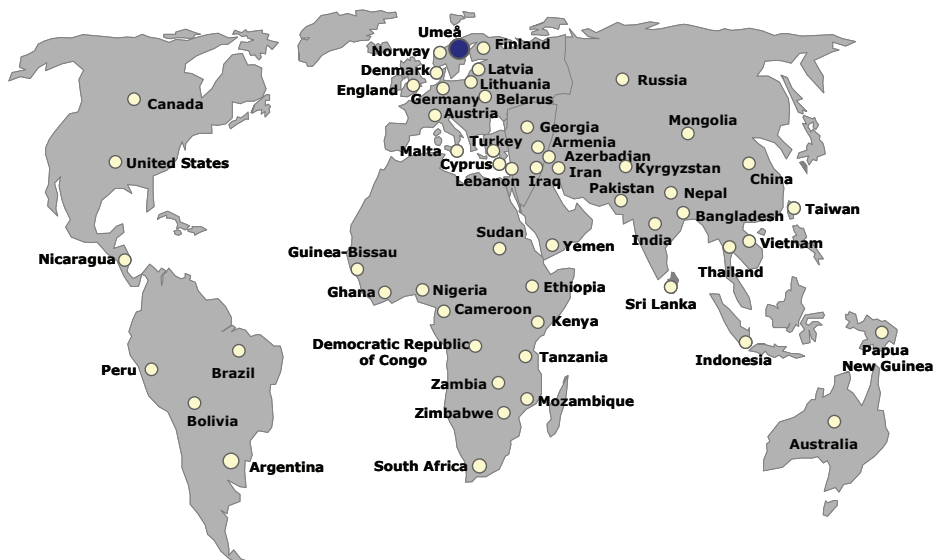 Umeå
Norway
Finland
Denmark
Latvia
Lithuania
England
Germany
Belarus
Russia
Canada
Austria
Georgia
Mongolia
Malta
Turkey
Armenia
Azerbadjan
United States
Cyprus
Iran
Kyrgyzstan
China
Lebanon
Iraq
Pakistan
Nepal
Bangladesh
Taiwan
Sudan
India
Vietnam
Yemen
Guinea-Bissau
Nicaragua
Thailand
Ghana
Nigeria
Ethiopia
Sri Lanka
Cameroon
Kenya
Democratic Republic
of Congo
Tanzania
Indonesia
Papua
New Guinea
Peru
Brazil
Zambia
Mozambique
Zimbabwe
Bolivia
Australia
Argentina
South Africa